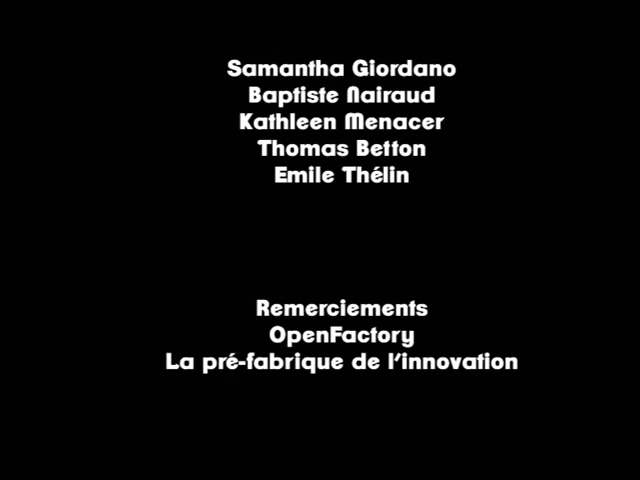 Samantha Giordano
Baptiste Nairaud
Kathleen Menacer
Thomas Betton
Emile Thélin
Remerciements
OpenFactory
La pré-fabrique de l'innovation